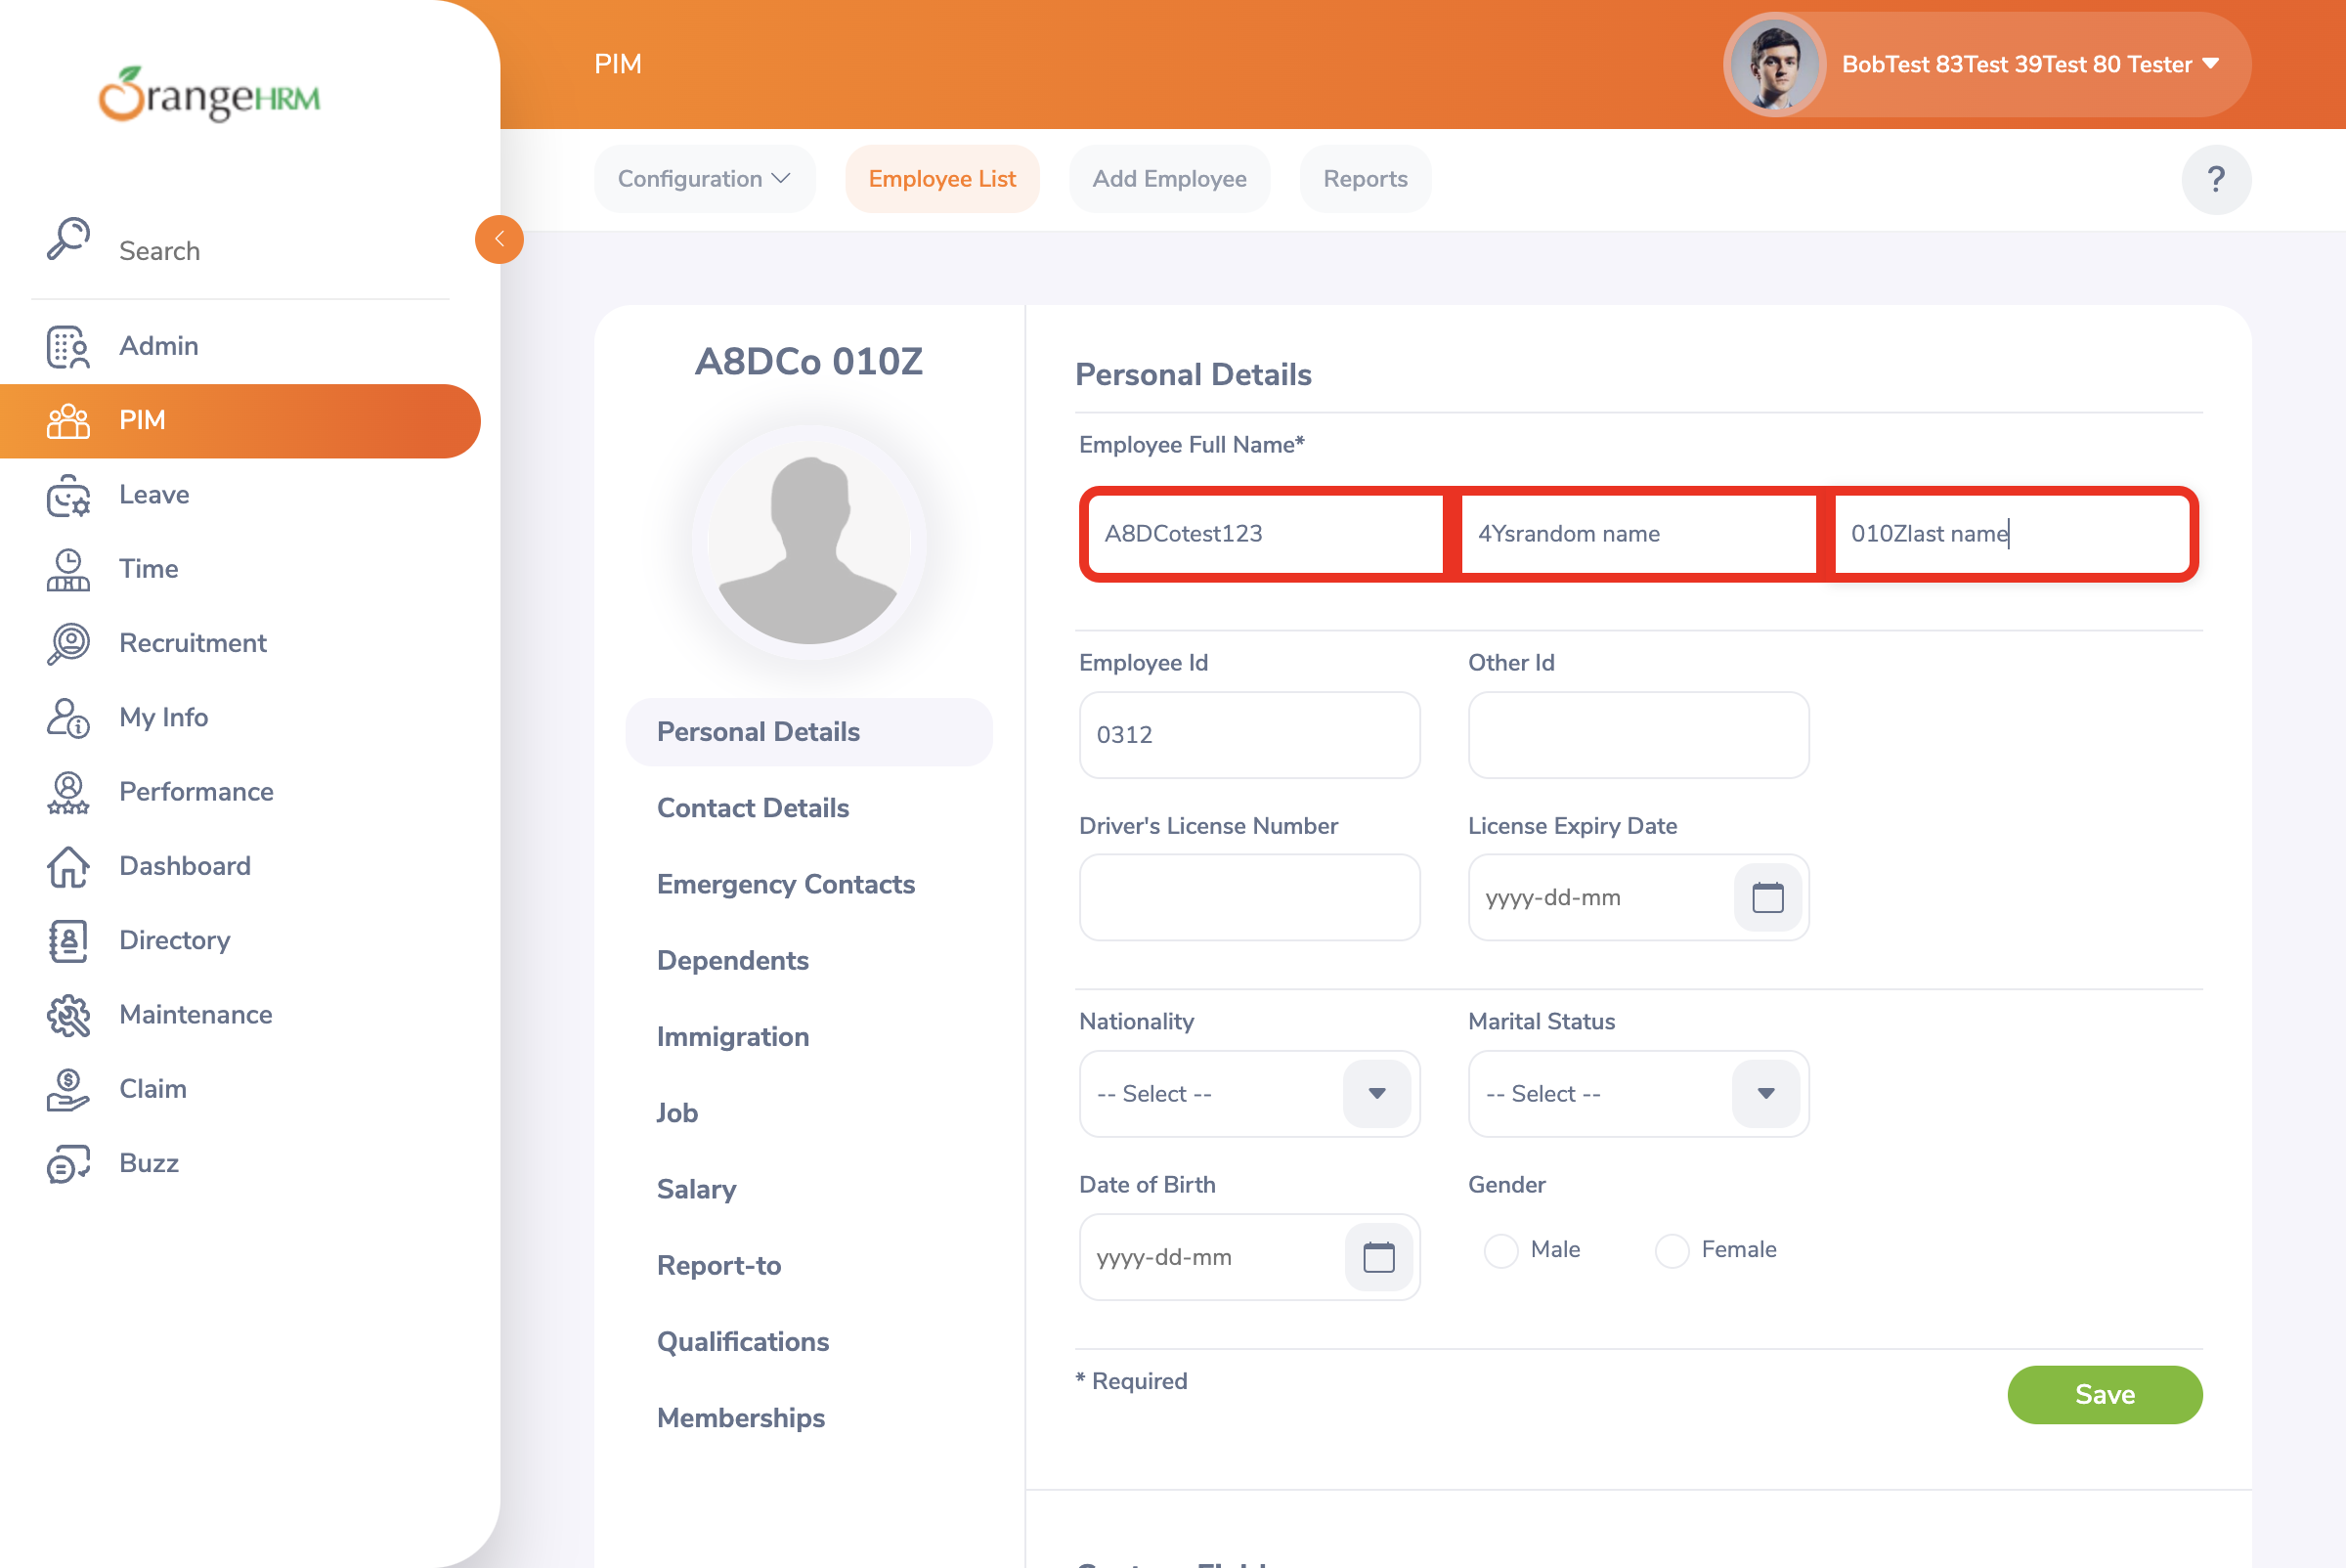 OrangeHRM
PIM
BobTest 83Test 39Test 80 Tester
Configuration
Employee List
Add Employee
Reports
?
Search
Admin
PIM
Leave
Time
Recruitment
My Info
Performance
Dashboard
Directory
Maintenance
Claim
Buzz
A8DCo 010Z
Personal Details
Contact Details
Emergency Contacts
Dependents
Immigration
Job
Salary
Report-to
Qualifications
Memberships
Personal Details
Employee Full Name*
A8DCotest123
4Ysrandom name
010Zlast name
Employee Id
Other Id
0312
Driver's License Number
License Expiry Date
yyyy-dd-mm
Nationality
Marital Status
-- Select --
-- Select --
Date of Birth
Gender
yyyy-dd-mm
Male
Female
* Required
Save